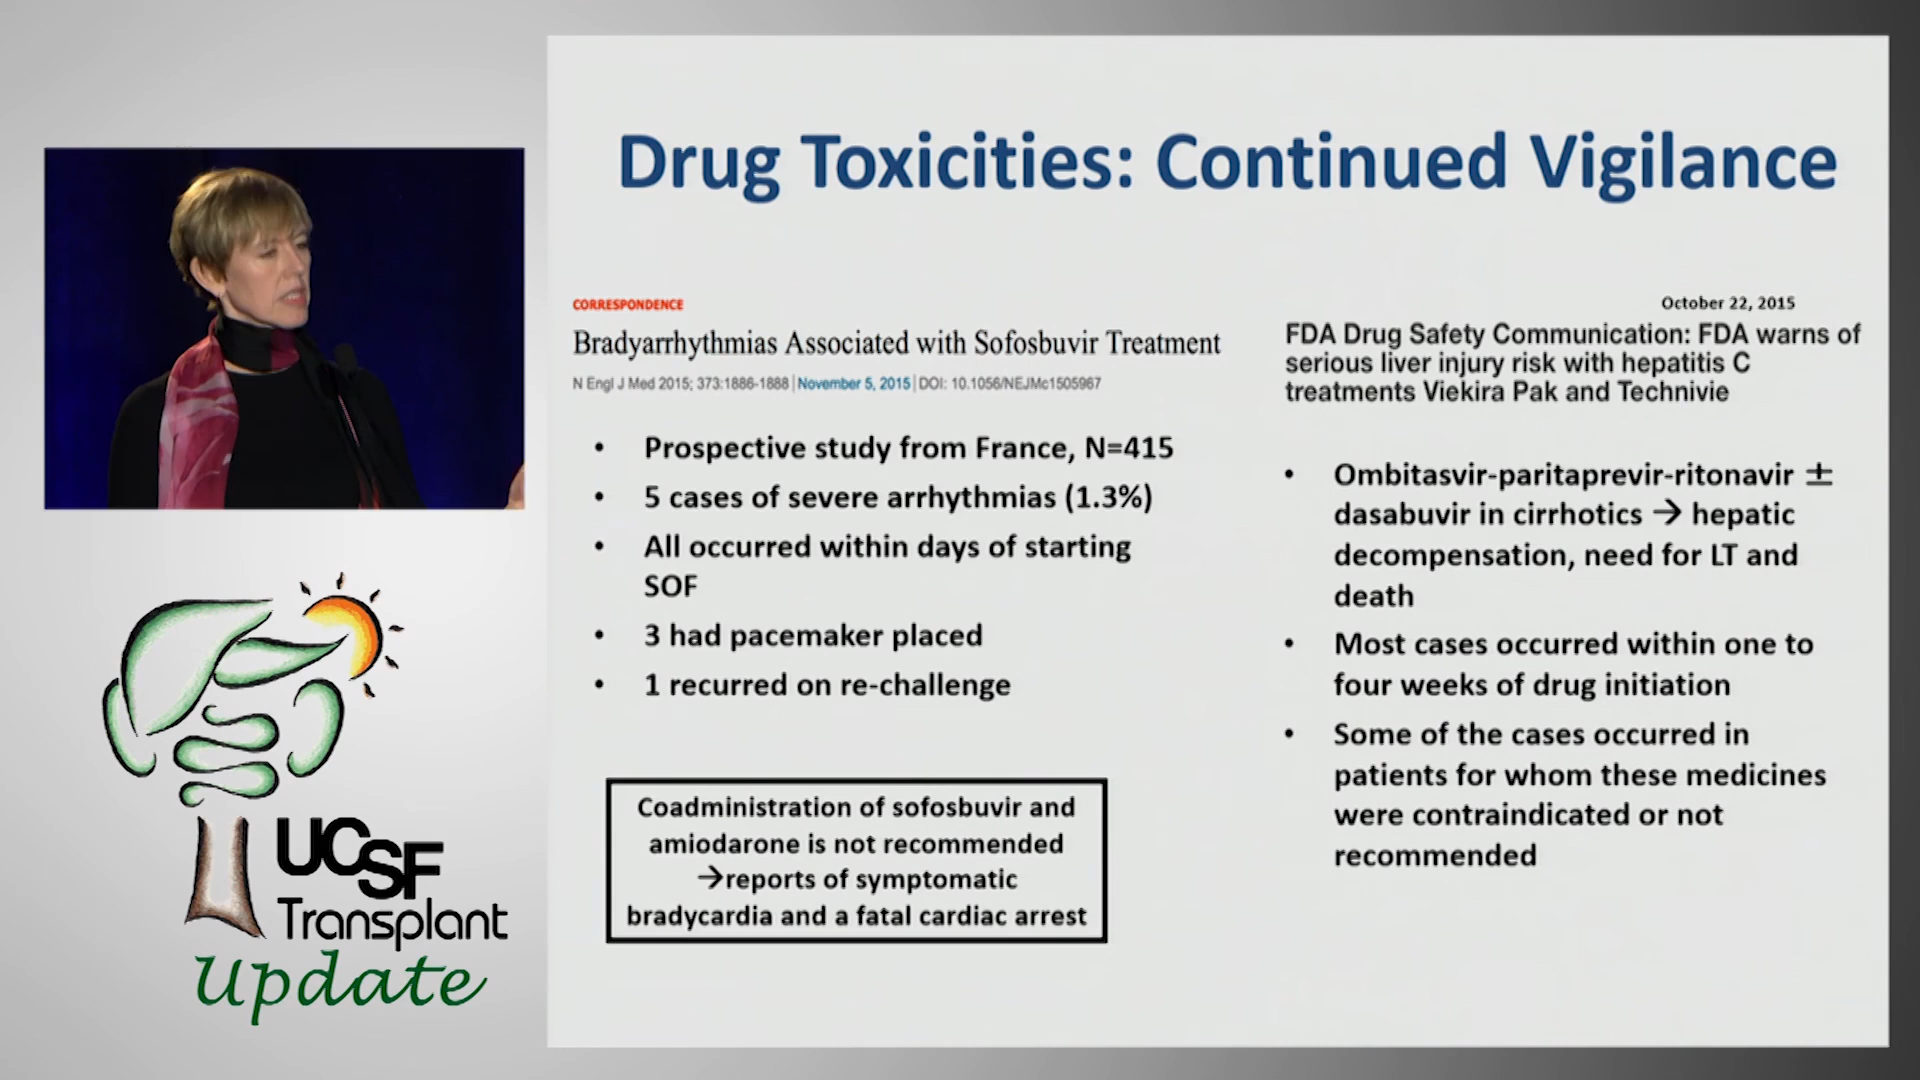 Drug Toxicities: Continued Vigilance
CORRESPONDENCE
Bradyarrhythmias Associated with Sofosbuvir Treatment
N Engl J Med 2015; 373:1886-1888 | November 5, 2015 | DOI: 10.1056/NEJMc1505967
• Prospective study from France, N=415
• 5 cases of severe arrhythmias (1.3%)
• All occurred within days of starting
SOF
• 3 had pacemaker placed
• 1 recurred on re-challenge
Coadministration of sofosbuvir and
amiodarone is not recommended
→reports of symptomatic
bradycardia and a fatal cardiac arrest
October 22, 2015
FDA Drug Safety Communication: FDA warns of
serious liver injury risk with hepatitis C
treatments Viekira Pak and Technivie
• Ombitasvir-paritaprevir-ritonavir ±
dasabuvir in cirrhotics → hepatic
decompensation, need for LT and
death
• Most cases occurred within one to
four weeks of drug initiation
• Some of the cases occurred in
patients for whom these medicines
were contraindicated or not
recommended
UCSF
Transplant
Update